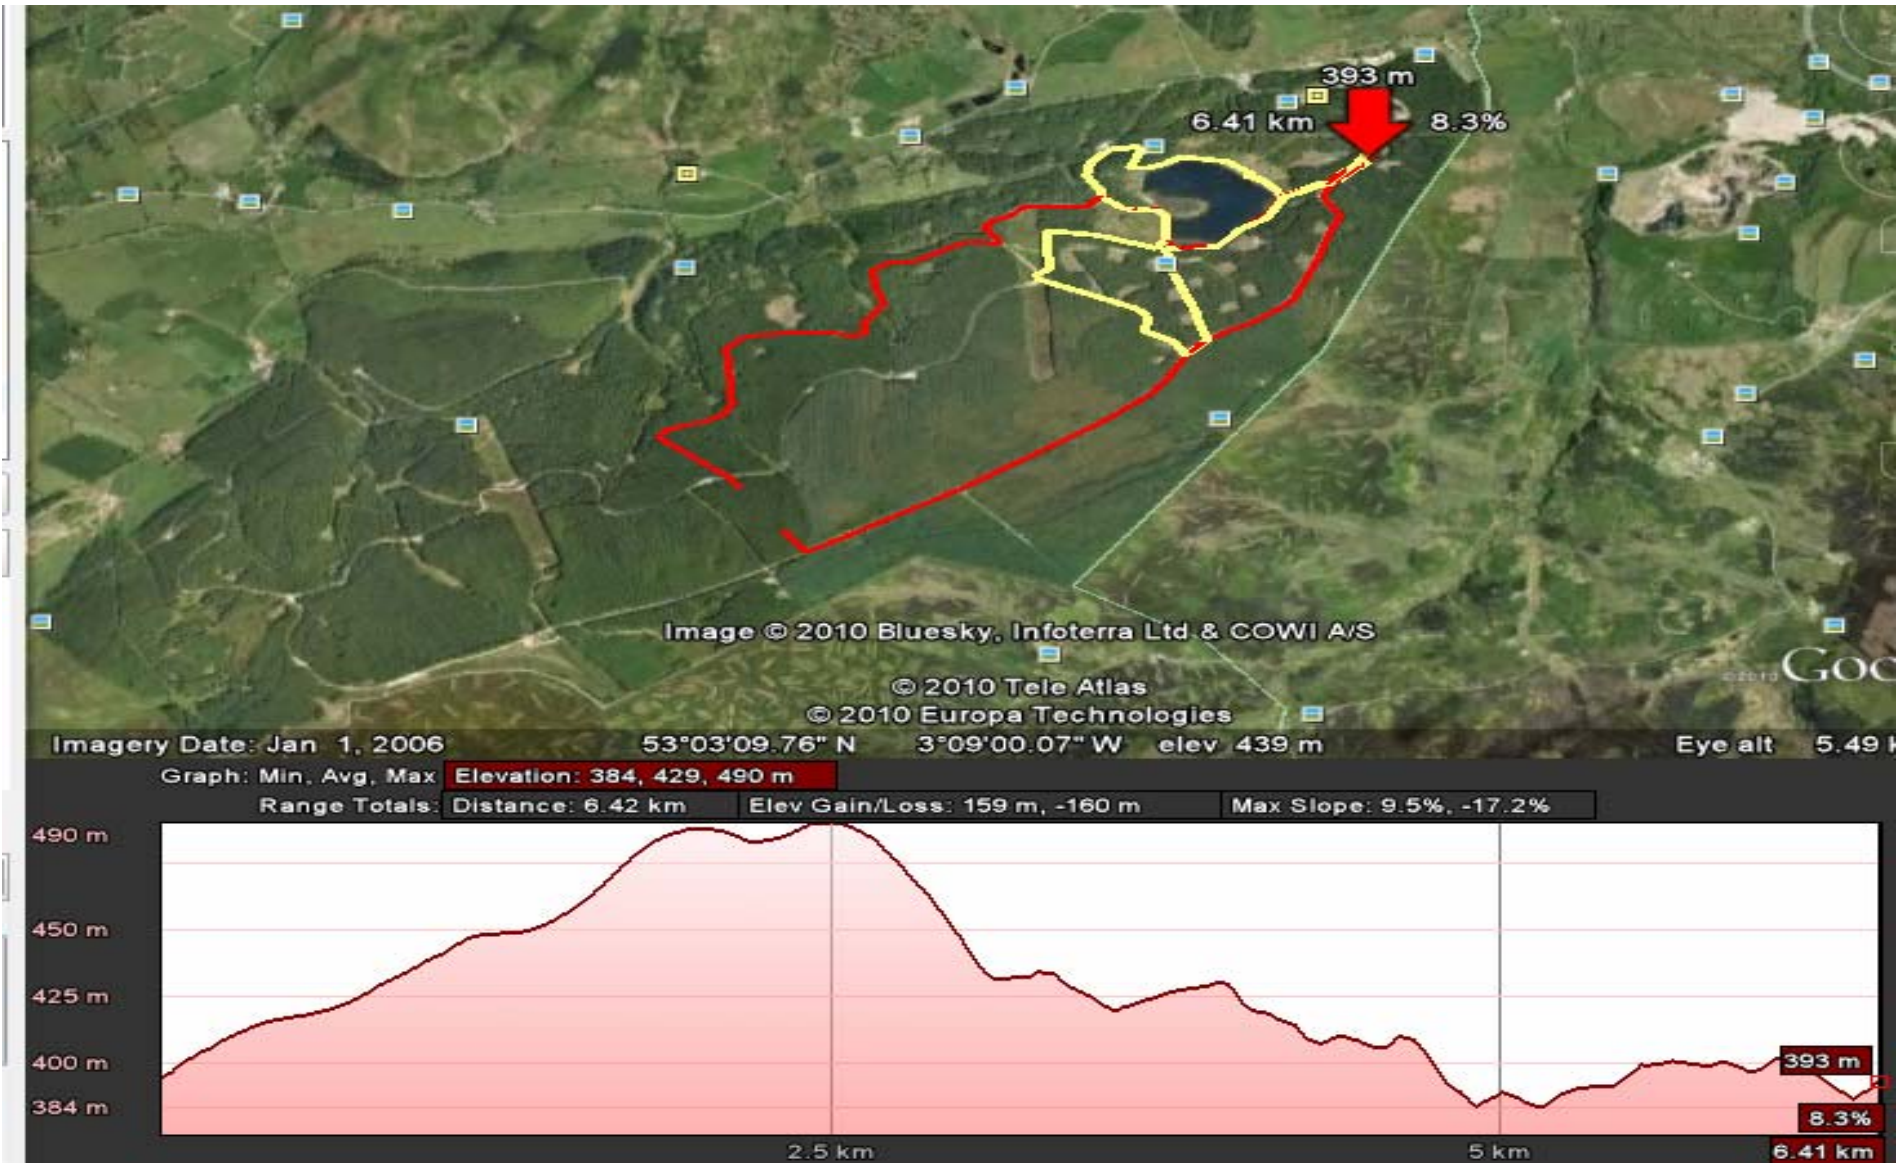 393 m
6.41 km 8.3%
Image © 2010 Bluesky, Infoterra Ltd & COWI A/S
© 2010 Tele Atlas
© 2010 Europa Technologies
©2010 Goo
Imagery Date: Jan 1, 2006 53°03'09.76" N 3°09'00.07" W elev 439 m Eye alt 5.49 k
Graph: Min, Avg, Max Elevation: 384, 429, 490 m
Range Totals: Distance: 6.42 km Elev Gain/Loss: 159 m, -160 m Max Slope: 9.5%, -17.2%
490 m
450 m
425 m
400 m
393 m
384 m
8.3%
2.5 km 5 km 6.41 km